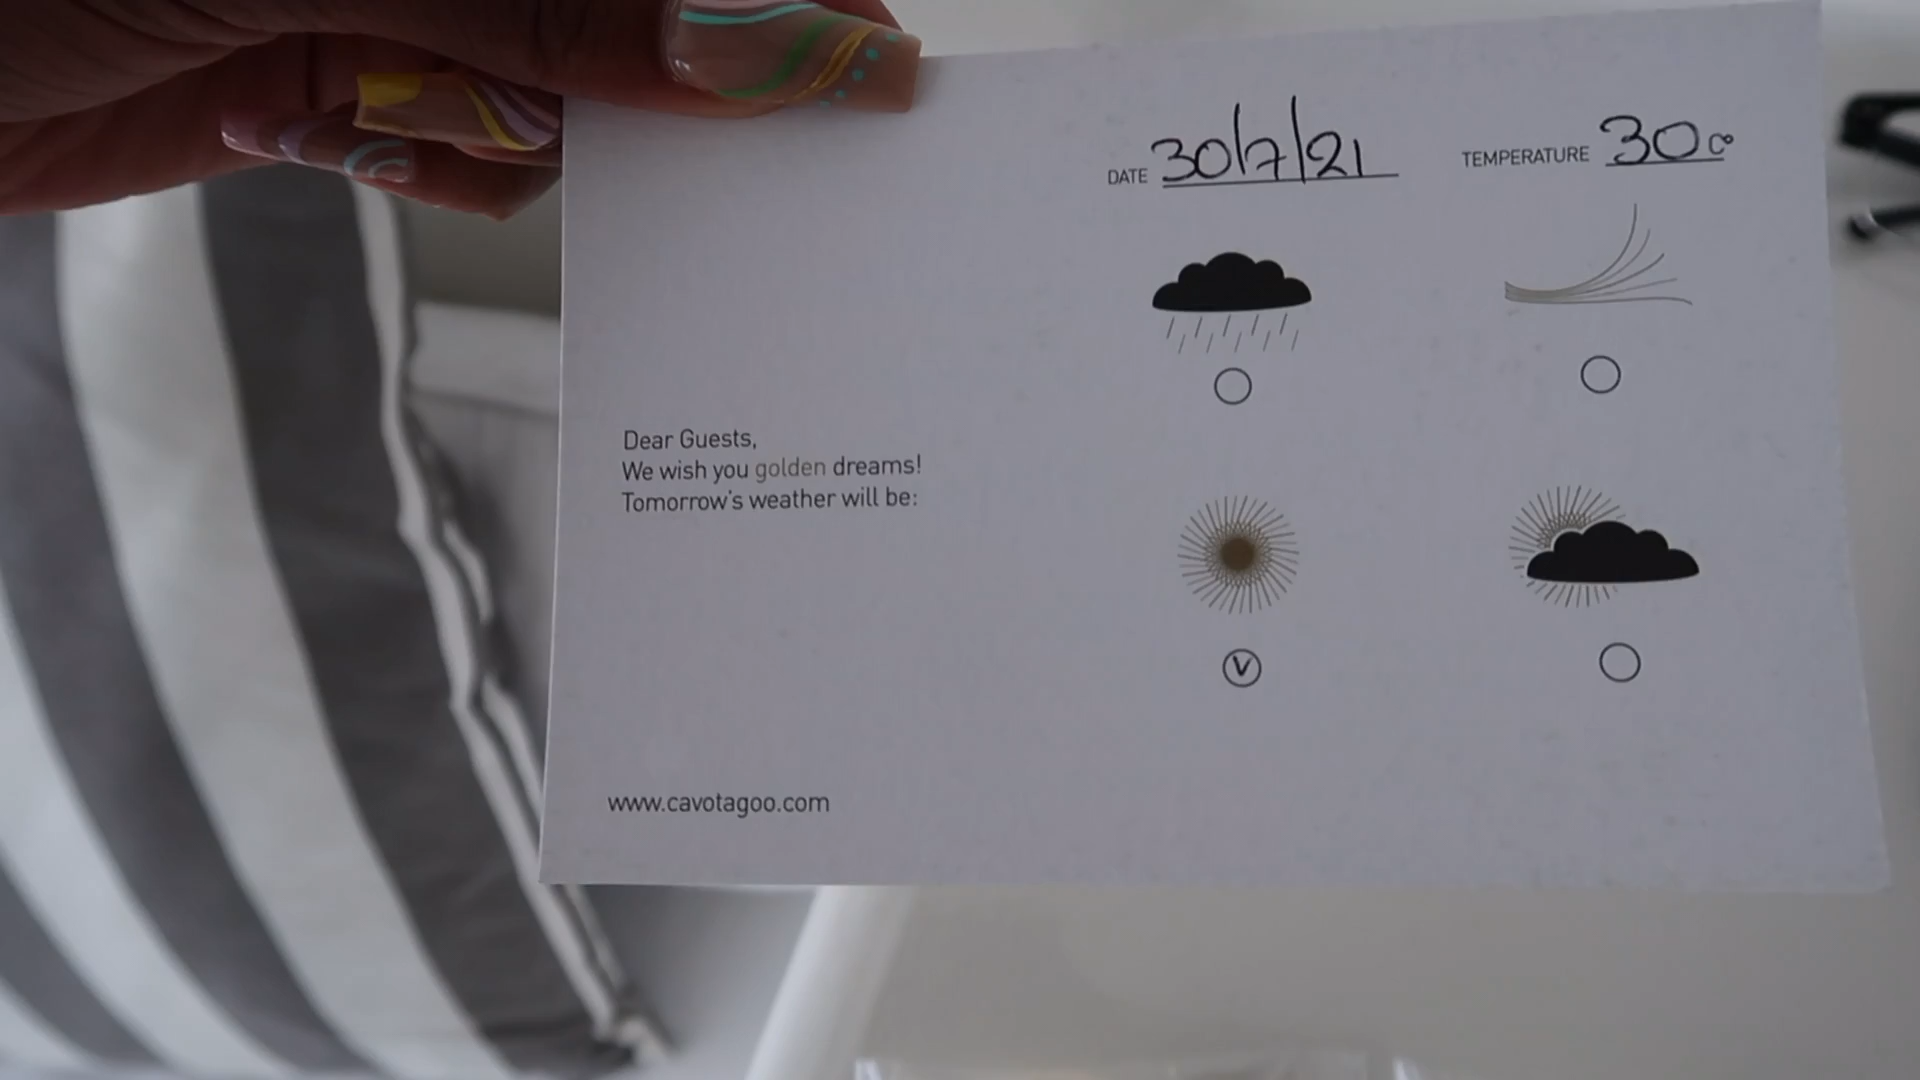 DATE 30/7/21 TEMPERATURE 30 c°
Dear Guests,
We wish you golden dreams!
Tomorrow's weather will be:
V
www.cavotagoo.com